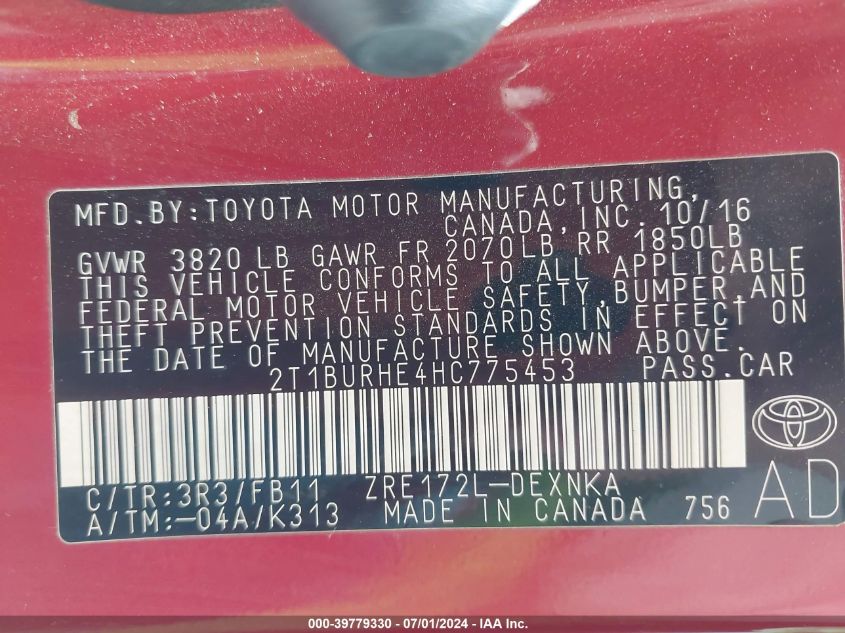 MFD.BY:TOYOTA MOTOR MANUFACTURING,
CANADA,INC. 10/16
GVWR 3820 LB GAWR FR 2070LB RR 1850LB
THIS VEHICLE CONFORMS TO ALL APPLICABLE
FEDERAL MOTOR VEHICLE SAFETY,BUMPER,AND
THEFT PREVENTION STANDARDS IN EFFECT ON
THE DATE OF MANUFACTURE SHOWN ABOVE.
2T1BURHE4HC775453 PASS.CAR
C/TR:3R3/FB11 ZRE172L-DEXNKA
A/TM:-04A/K313 MADE IN CANADA 756 AD
000-39779330 - 07/01/2024 - IAA Inc.